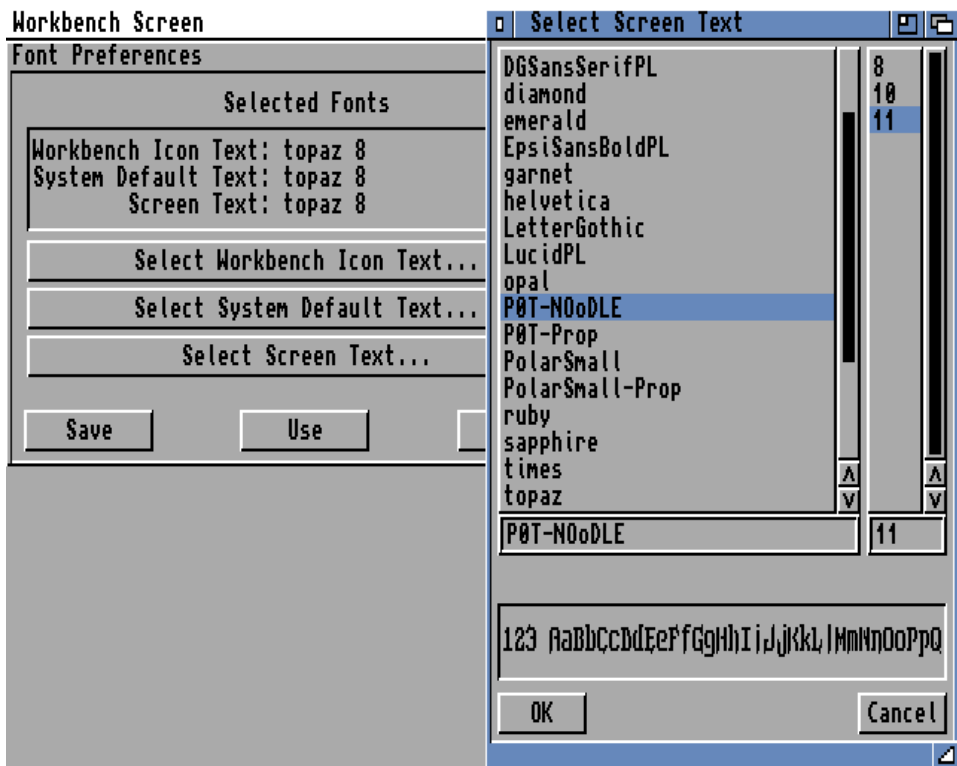 Workbench Screen
Font Preferences
Selected Fonts
Workbench Icon Text: topaz 8
System Default Text: topaz 8
Screen Text: topaz 8
Select Workbench Icon Text...
Select System Default Text...
Select Screen Text...
Save
Use
Select Screen Text
DGSansSerifPL
diamond
emerald
EpsiSansBoldPL
garnet
helvetica
LetterGothic
LucidPL
opal
P0T-NOoDLE
P0T-Prop
PolarSmall
PolarSmall-Prop
ruby
sapphire
times
topaz
8
10
11
P0T-NOoDLE
11
123 AaBbCcDdEeFfGgHhIiJjKkLlMmNnOoPpQ
OK
Cancel